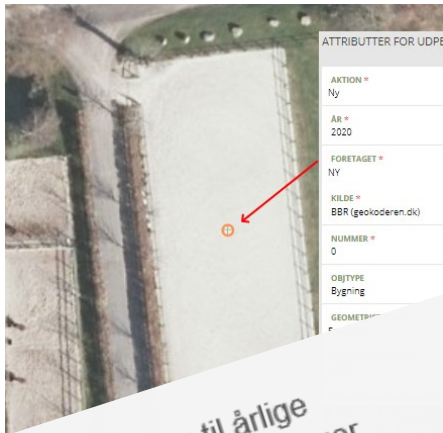 ATTRIBUTTER FOR UDPE
AKTION *
Ny
ÅR *
2020
FORETAGET *
NY
KILDE *
BBR (geokoderen.dk)
NUMMER *
0
OBJTYPE
Bygning
til årlige